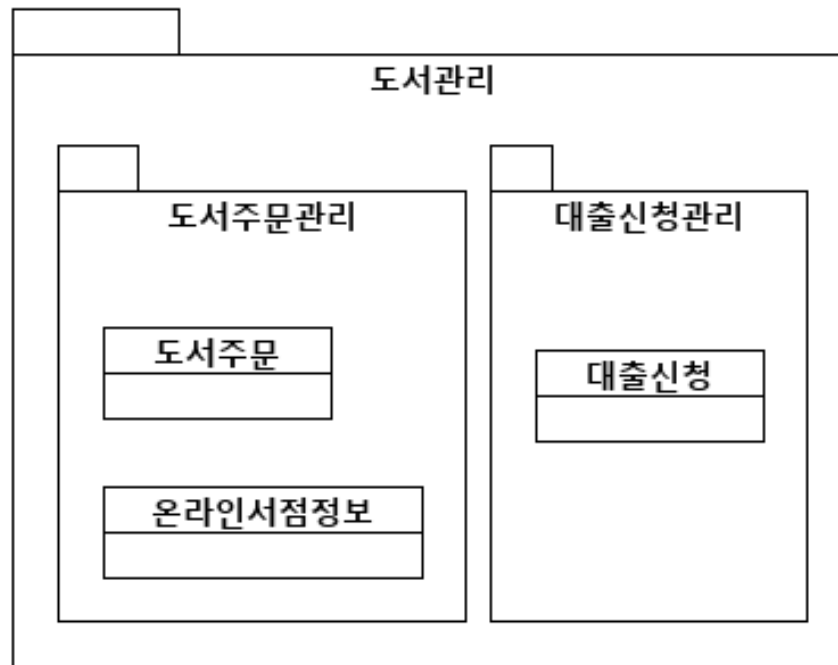 도서관리
도서주문관리
대출신청관리
도서주문
대출신청
온라인서점정보